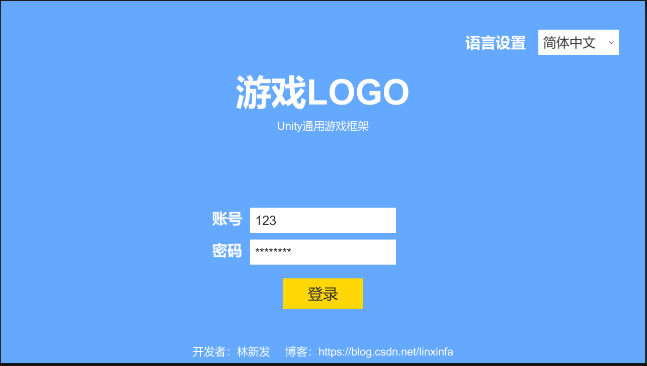 语言设置 简体中文
游戏LOGO
Unity通用游戏框架
账号 123
密码 ********
登录
开发者：林新发 博客：https://blog.csdn.net/linxinfa